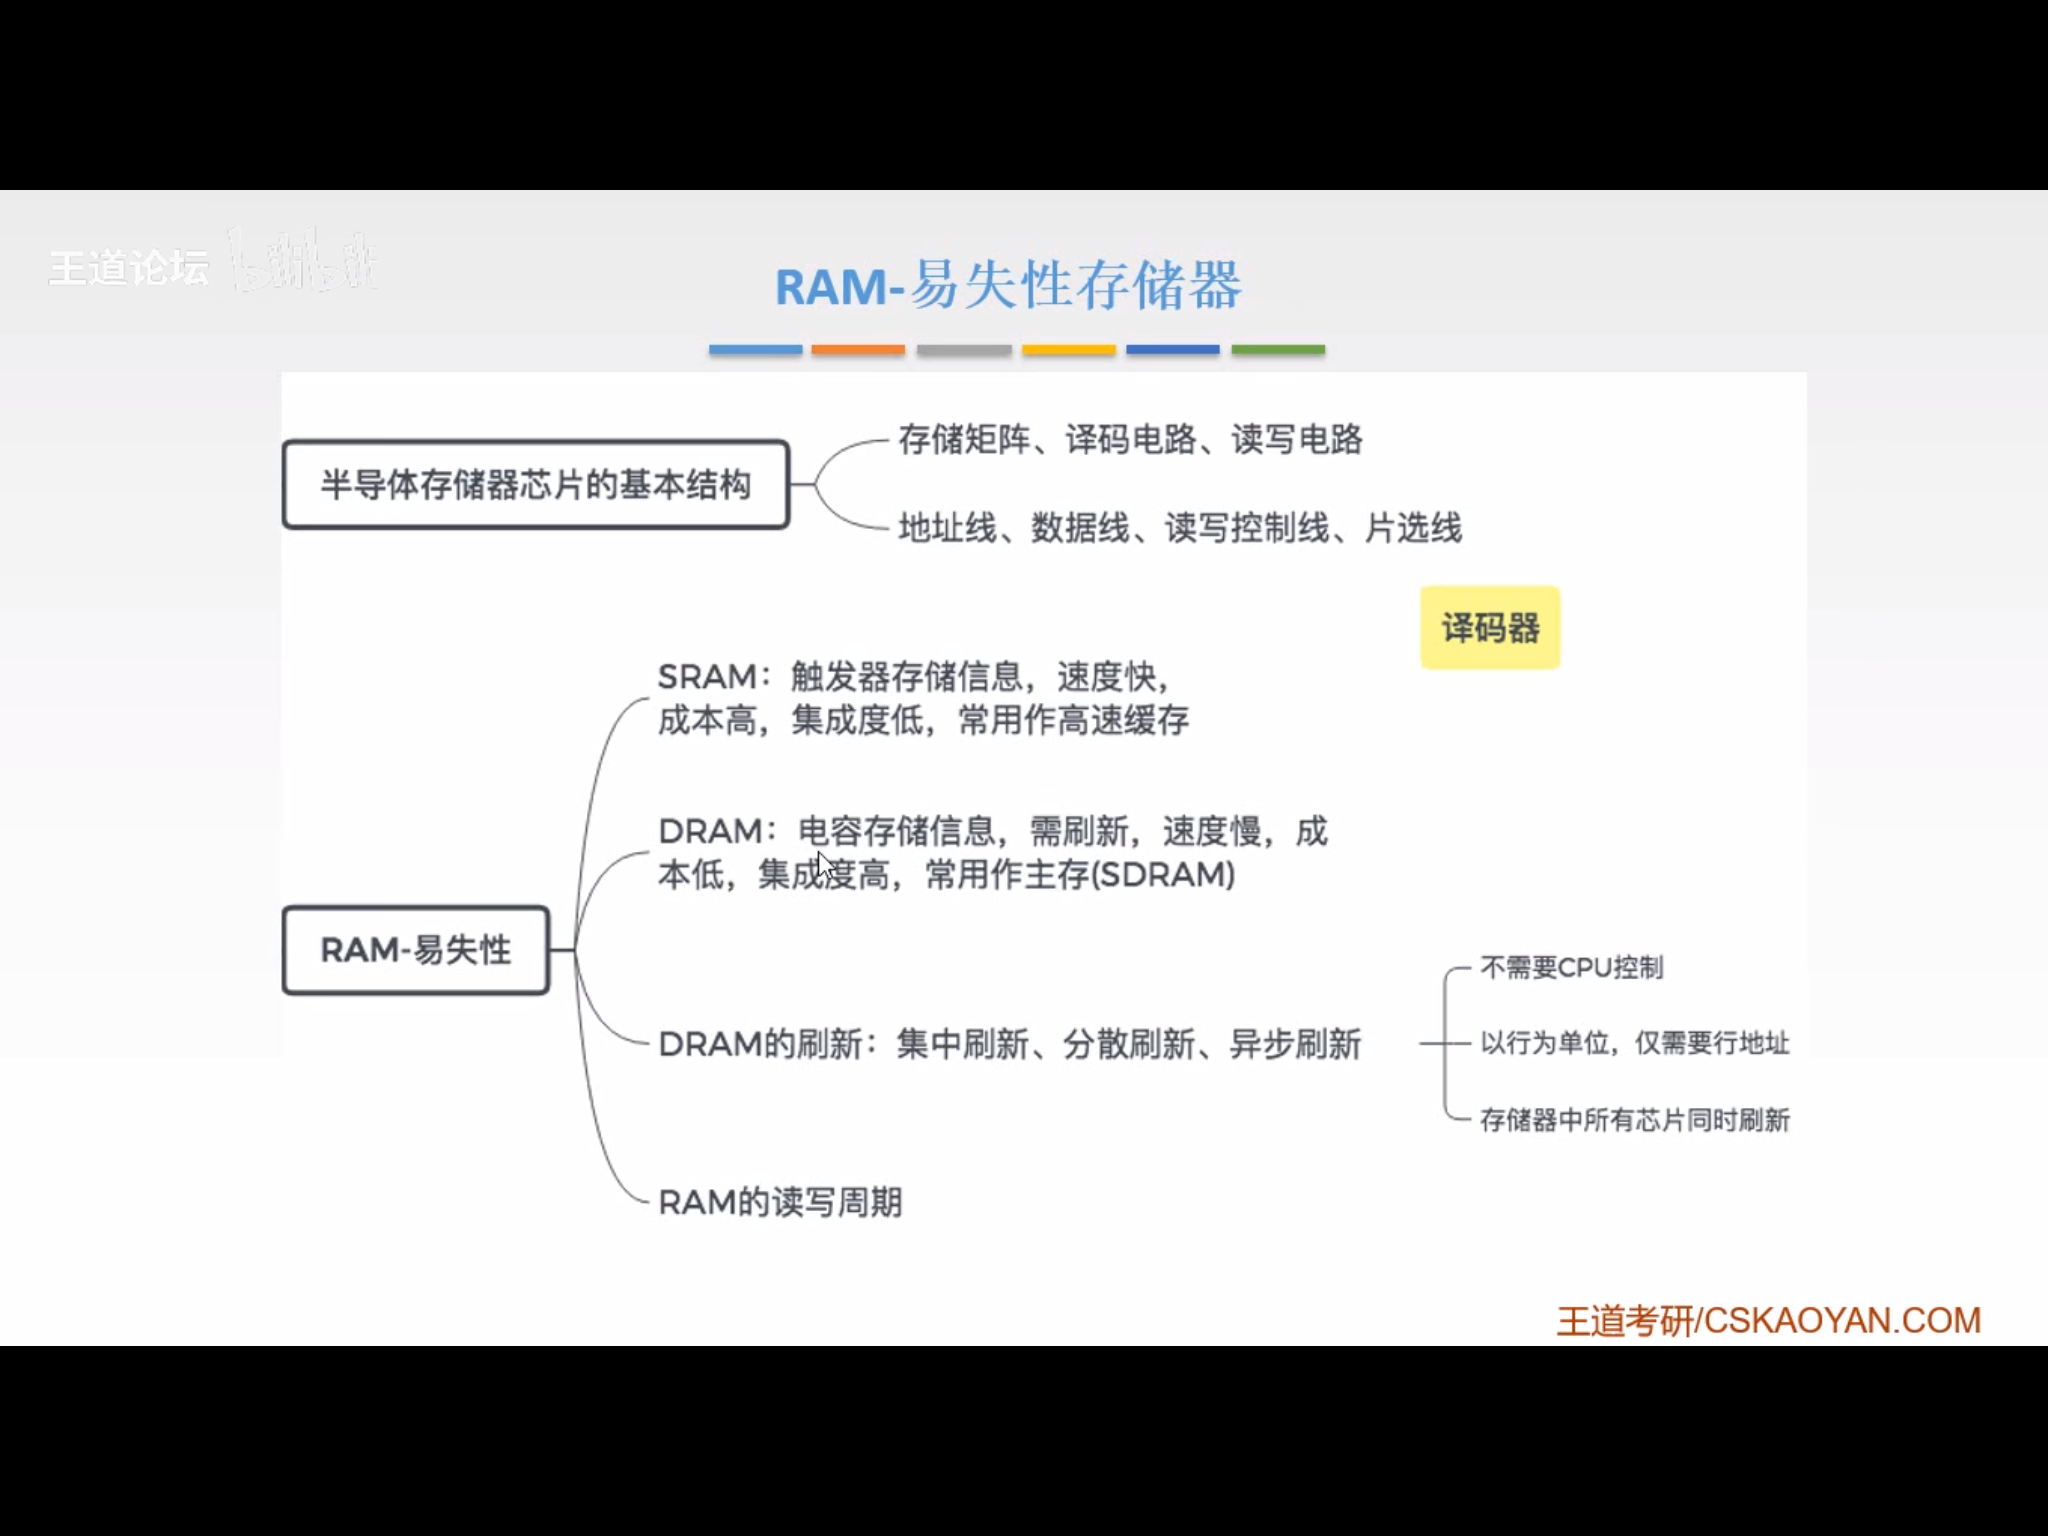 王道论坛 bilibili
RAM-易失性存储器
半导体存储器芯片的基本结构
存储矩阵、译码电路、读写电路
地址线、数据线、读写控制线、片选线
译码器
SRAM：触发器存储信息，速度快，
成本高，集成度低，常用作高速缓存
DRAM：电容存储信息，需刷新，速度慢，成
本低，集成度高，常用作主存(SDRAM)
RAM-易失性
DRAM的刷新：集中刷新、分散刷新、异步刷新
不需要CPU控制
以行为单位，仅需要行地址
存储器中所有芯片同时刷新
RAM的读写周期
王道考研/CSKAOYAN.COM